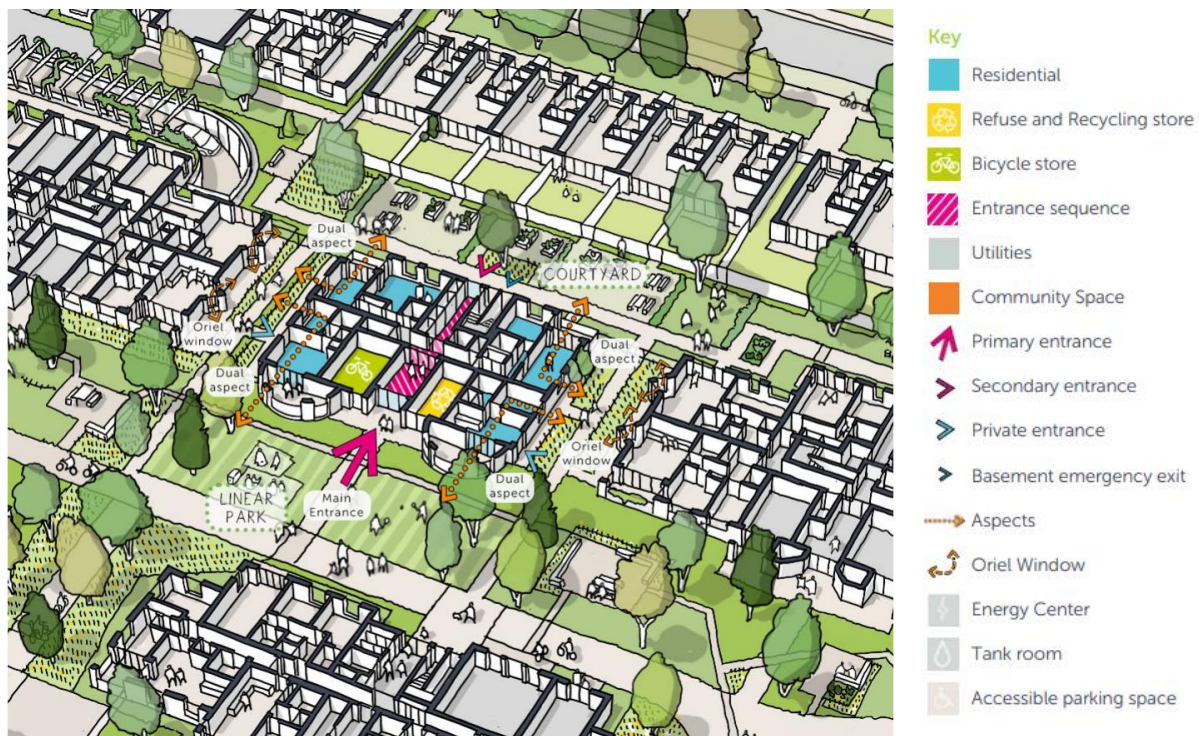 Dual
aspect
COURTYARD
Oriel
window
Dual
aspect
Dual
aspect
Oriel
window
Dual
aspect
LINEAR
PARK
Main
Entrance
Key
Residential
Refuse and Recycling store
Bicycle store
Entrance sequence
Utilities
Community Space
Primary entrance
Secondary entrance
Private entrance
Basement emergency exit
Aspects
Oriel Window
Energy Center
Tank room
Accessible parking space